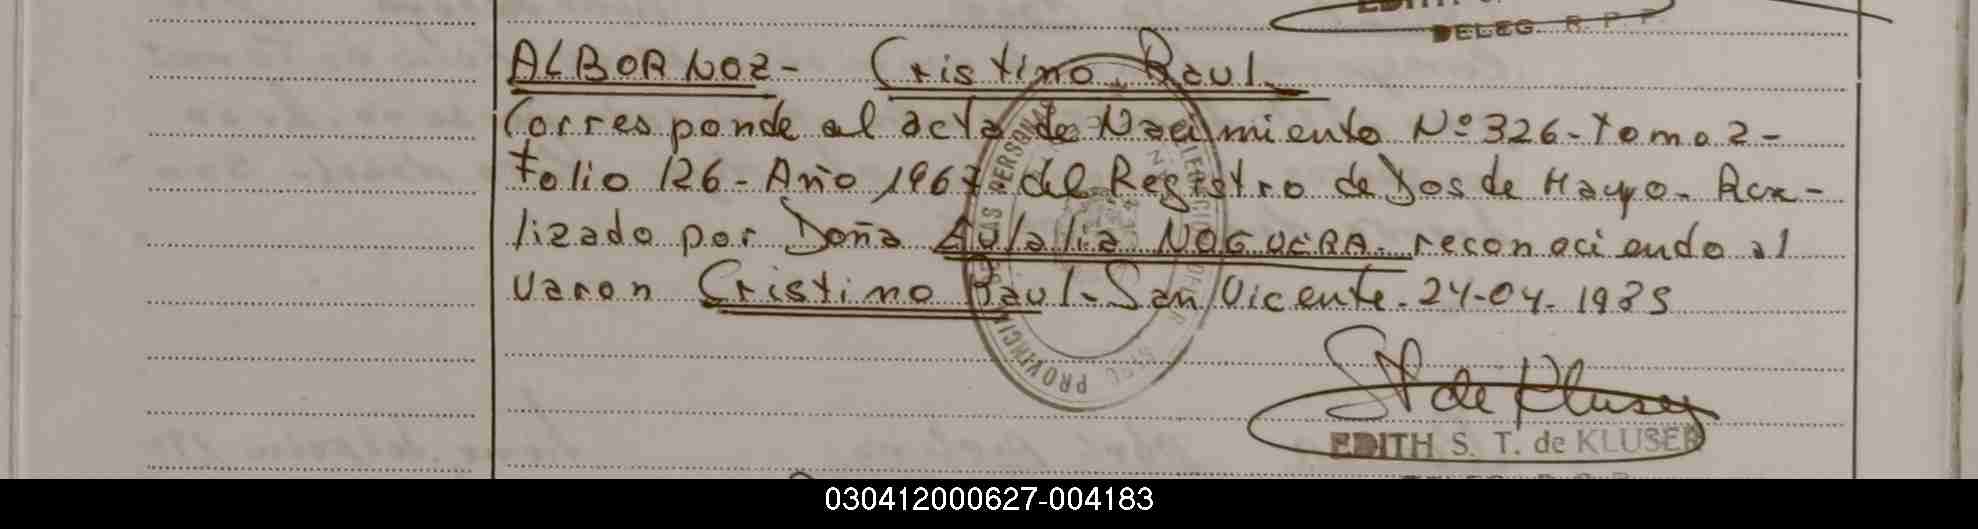 DELEG. R. P. P.
ALBORNOZ- Cristino Raul.
Corresponde al acta de Nacimiento Nº 326- tomo 2-
folio 126- Año 1967 del Registro de Dos de Mayo. Rea-
lizado por Doña Eulalia NOGUERA. reconociendo al
varon Cristino Raul- San Vicente. 24-04-1985
EDITH S. T. de KLUSER
030412000627-004183